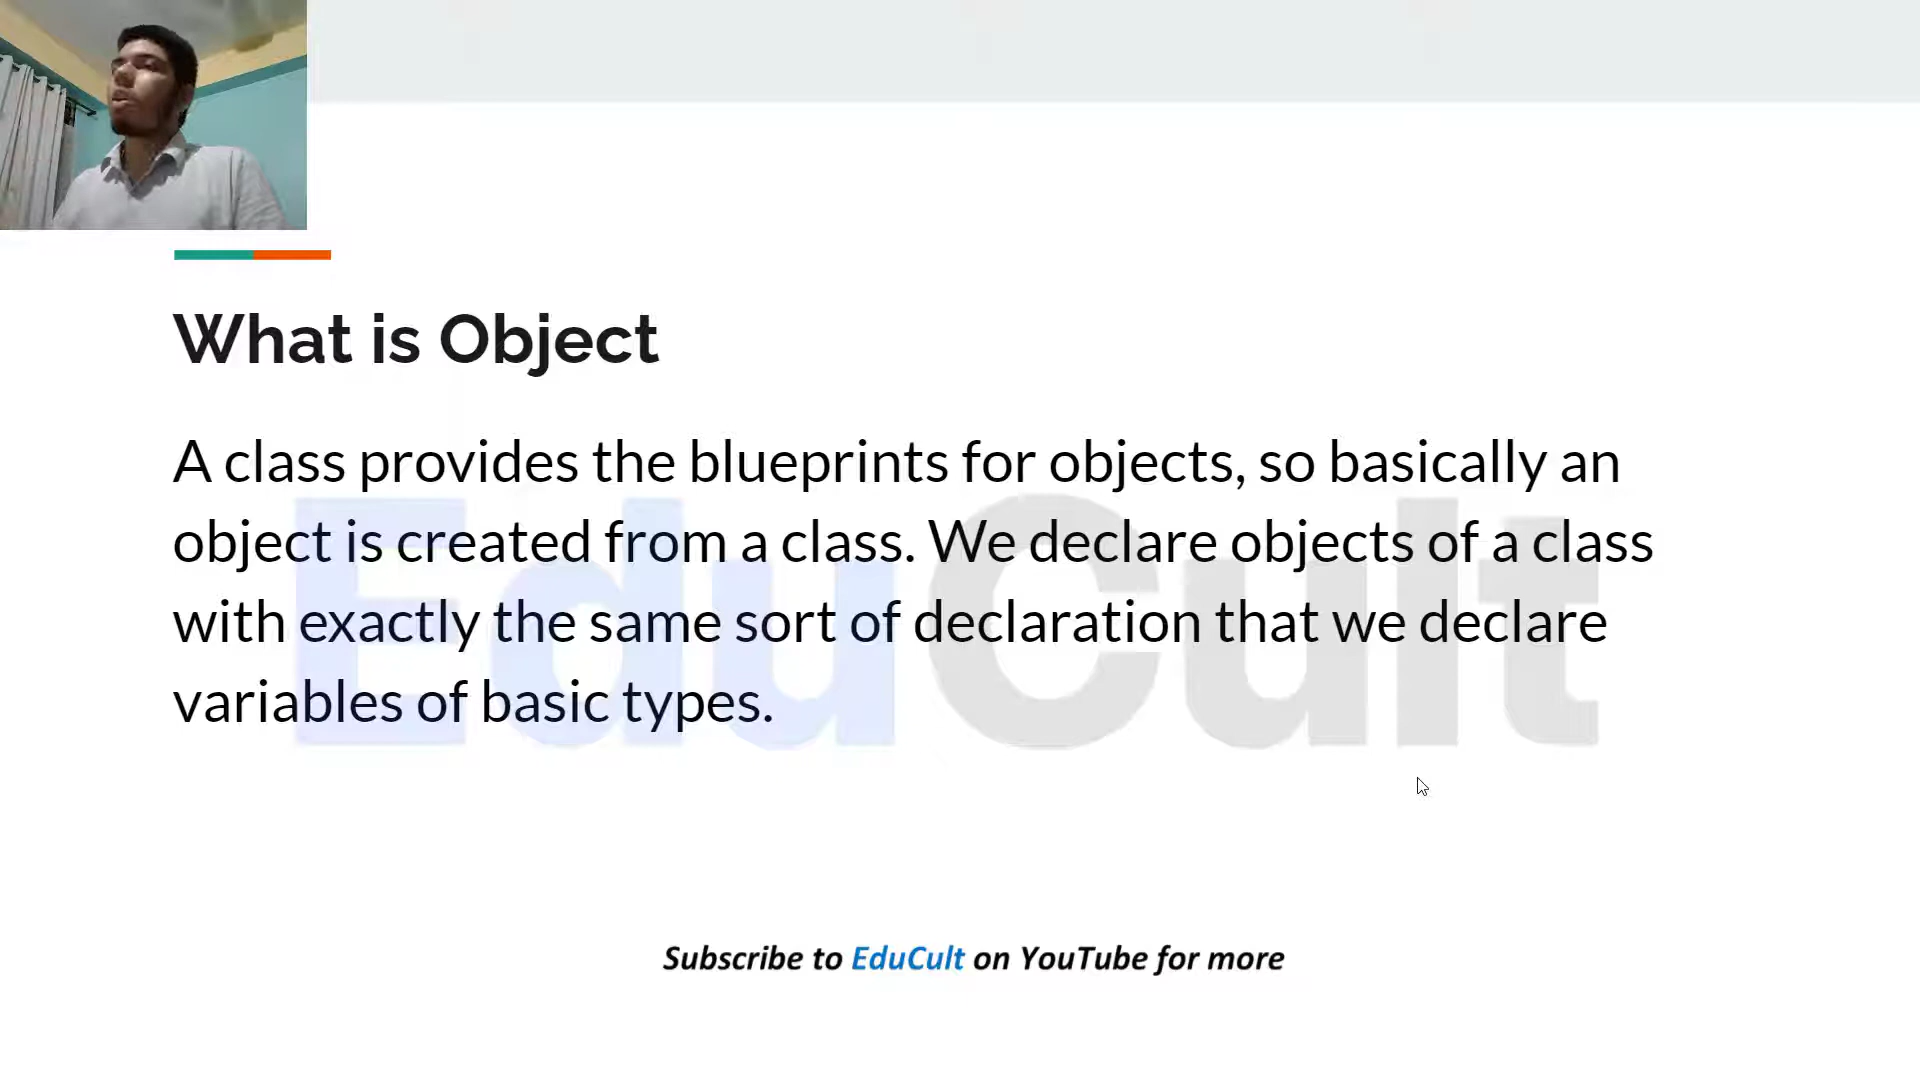 What is Object
A class provides the blueprints for objects, so basically an
object is created from a class. We declare objects of a class
with exactly the same sort of declaration that we declare
variables of basic types.
EduCult
Subscribe to EduCult on YouTube for more